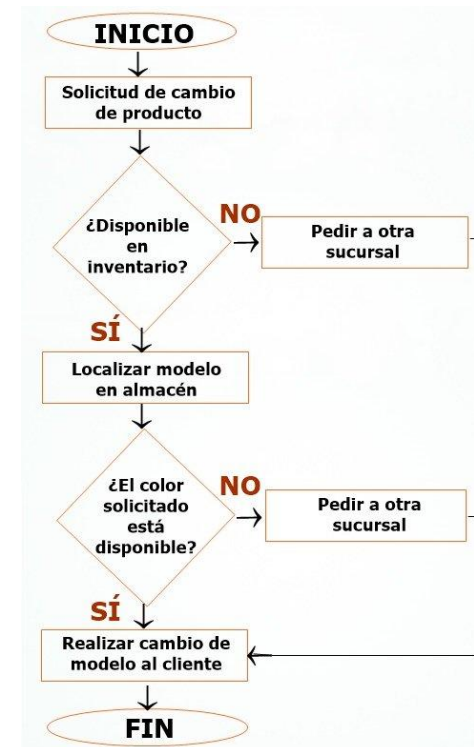 INICIO
Solicitud de cambio
de producto
¿Disponible
en
inventario?
NO
Pedir a otra
sucursal
SÍ
Localizar modelo
en almacén
¿El color
solicitado
está
disponible?
NO
Pedir a otra
sucursal
SÍ
Realizar cambio de
modelo al cliente
FIN